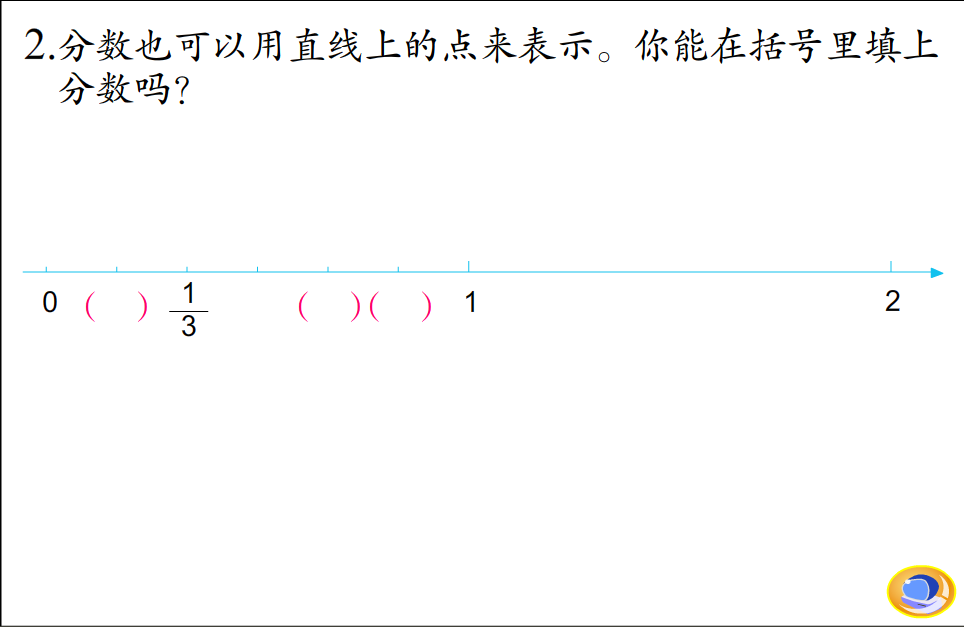 2.分数也可以用直线上的点来表示。你能在括号里填上
分数吗?
0 (  ) 1/3 (  )(  ) 1 2